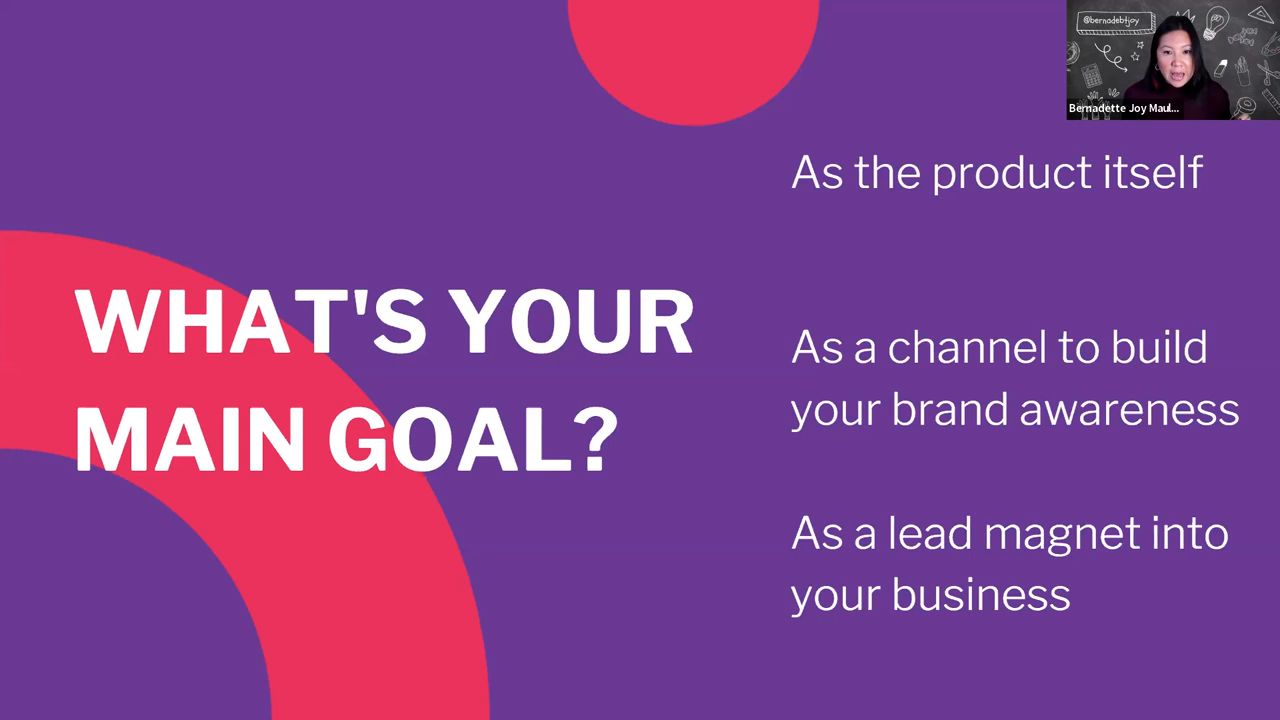 @bernadebtjoy
Bernadette Joy Maul...
As the product itself
WHAT'S YOUR
MAIN GOAL?
As a channel to build
your brand awareness
As a lead magnet into
your business